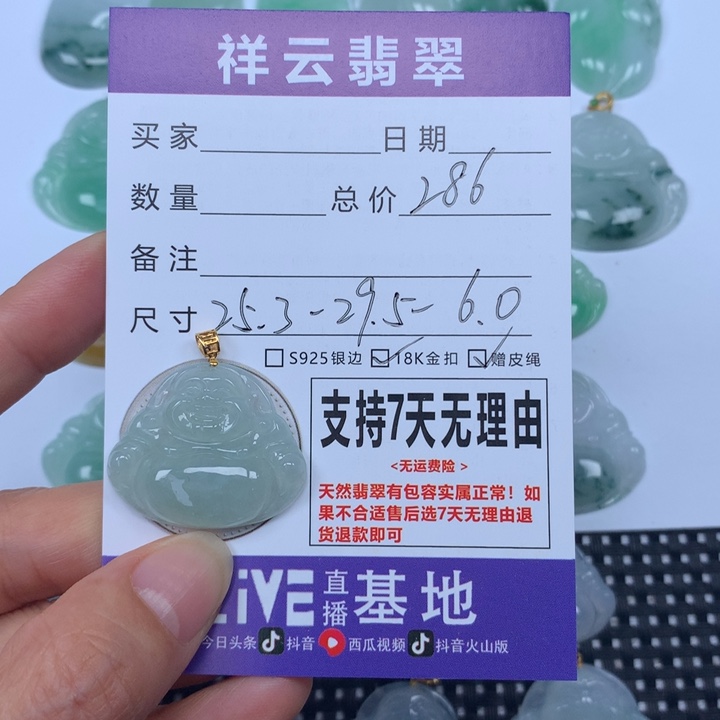 祥云翡翠
买家 日期
数量 总价 286
备注
尺寸 25.3-29.5-6.0
S925银边 18K金扣 赠皮绳
支持7天无理由
<无运费险>
天然翡翠有包容实属正常！如
果不合适售后选7天无理由退
货退款即可
LIVE 直播 基地
今日头条 抖音 西瓜视频 抖音火山版